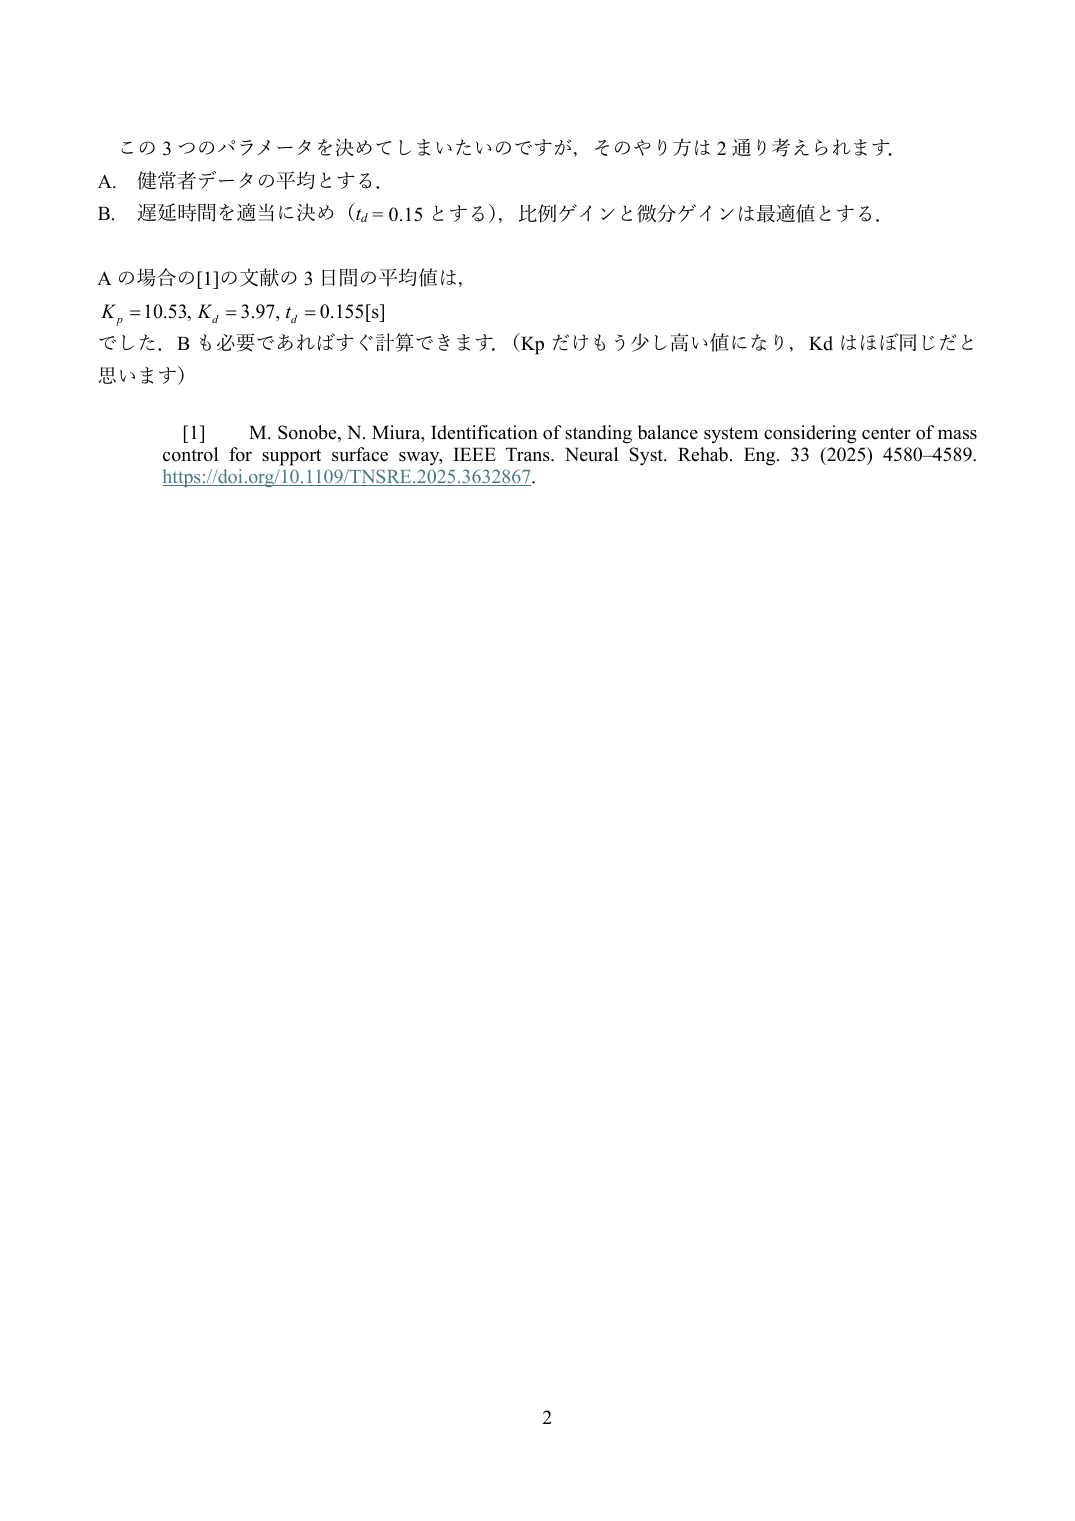 この 3 つのパラメータを決めてしまいたいのですが，そのやり方は 2 通り考えられます．
A. 健常者データの平均とする．
B. 遅延時間を適当に決め（td = 0.15 とする），比例ゲインと微分ゲインは最適値とする．
A の場合の[1]の文献の 3 日間の平均値は，
Kp = 10.53, Kd = 3.97, td = 0.155[s]
でした．B も必要であればすぐ計算できます．（Kp だけもう少し高い値になり，Kd はほぼ同じだと
思います）
[1] M. Sonobe, N. Miura, Identification of standing balance system considering center of mass
control for support surface sway, IEEE Trans. Neural Syst. Rehab. Eng. 33 (2025) 4580–4589.
https://doi.org/10.1109/TNSRE.2025.3632867.
2